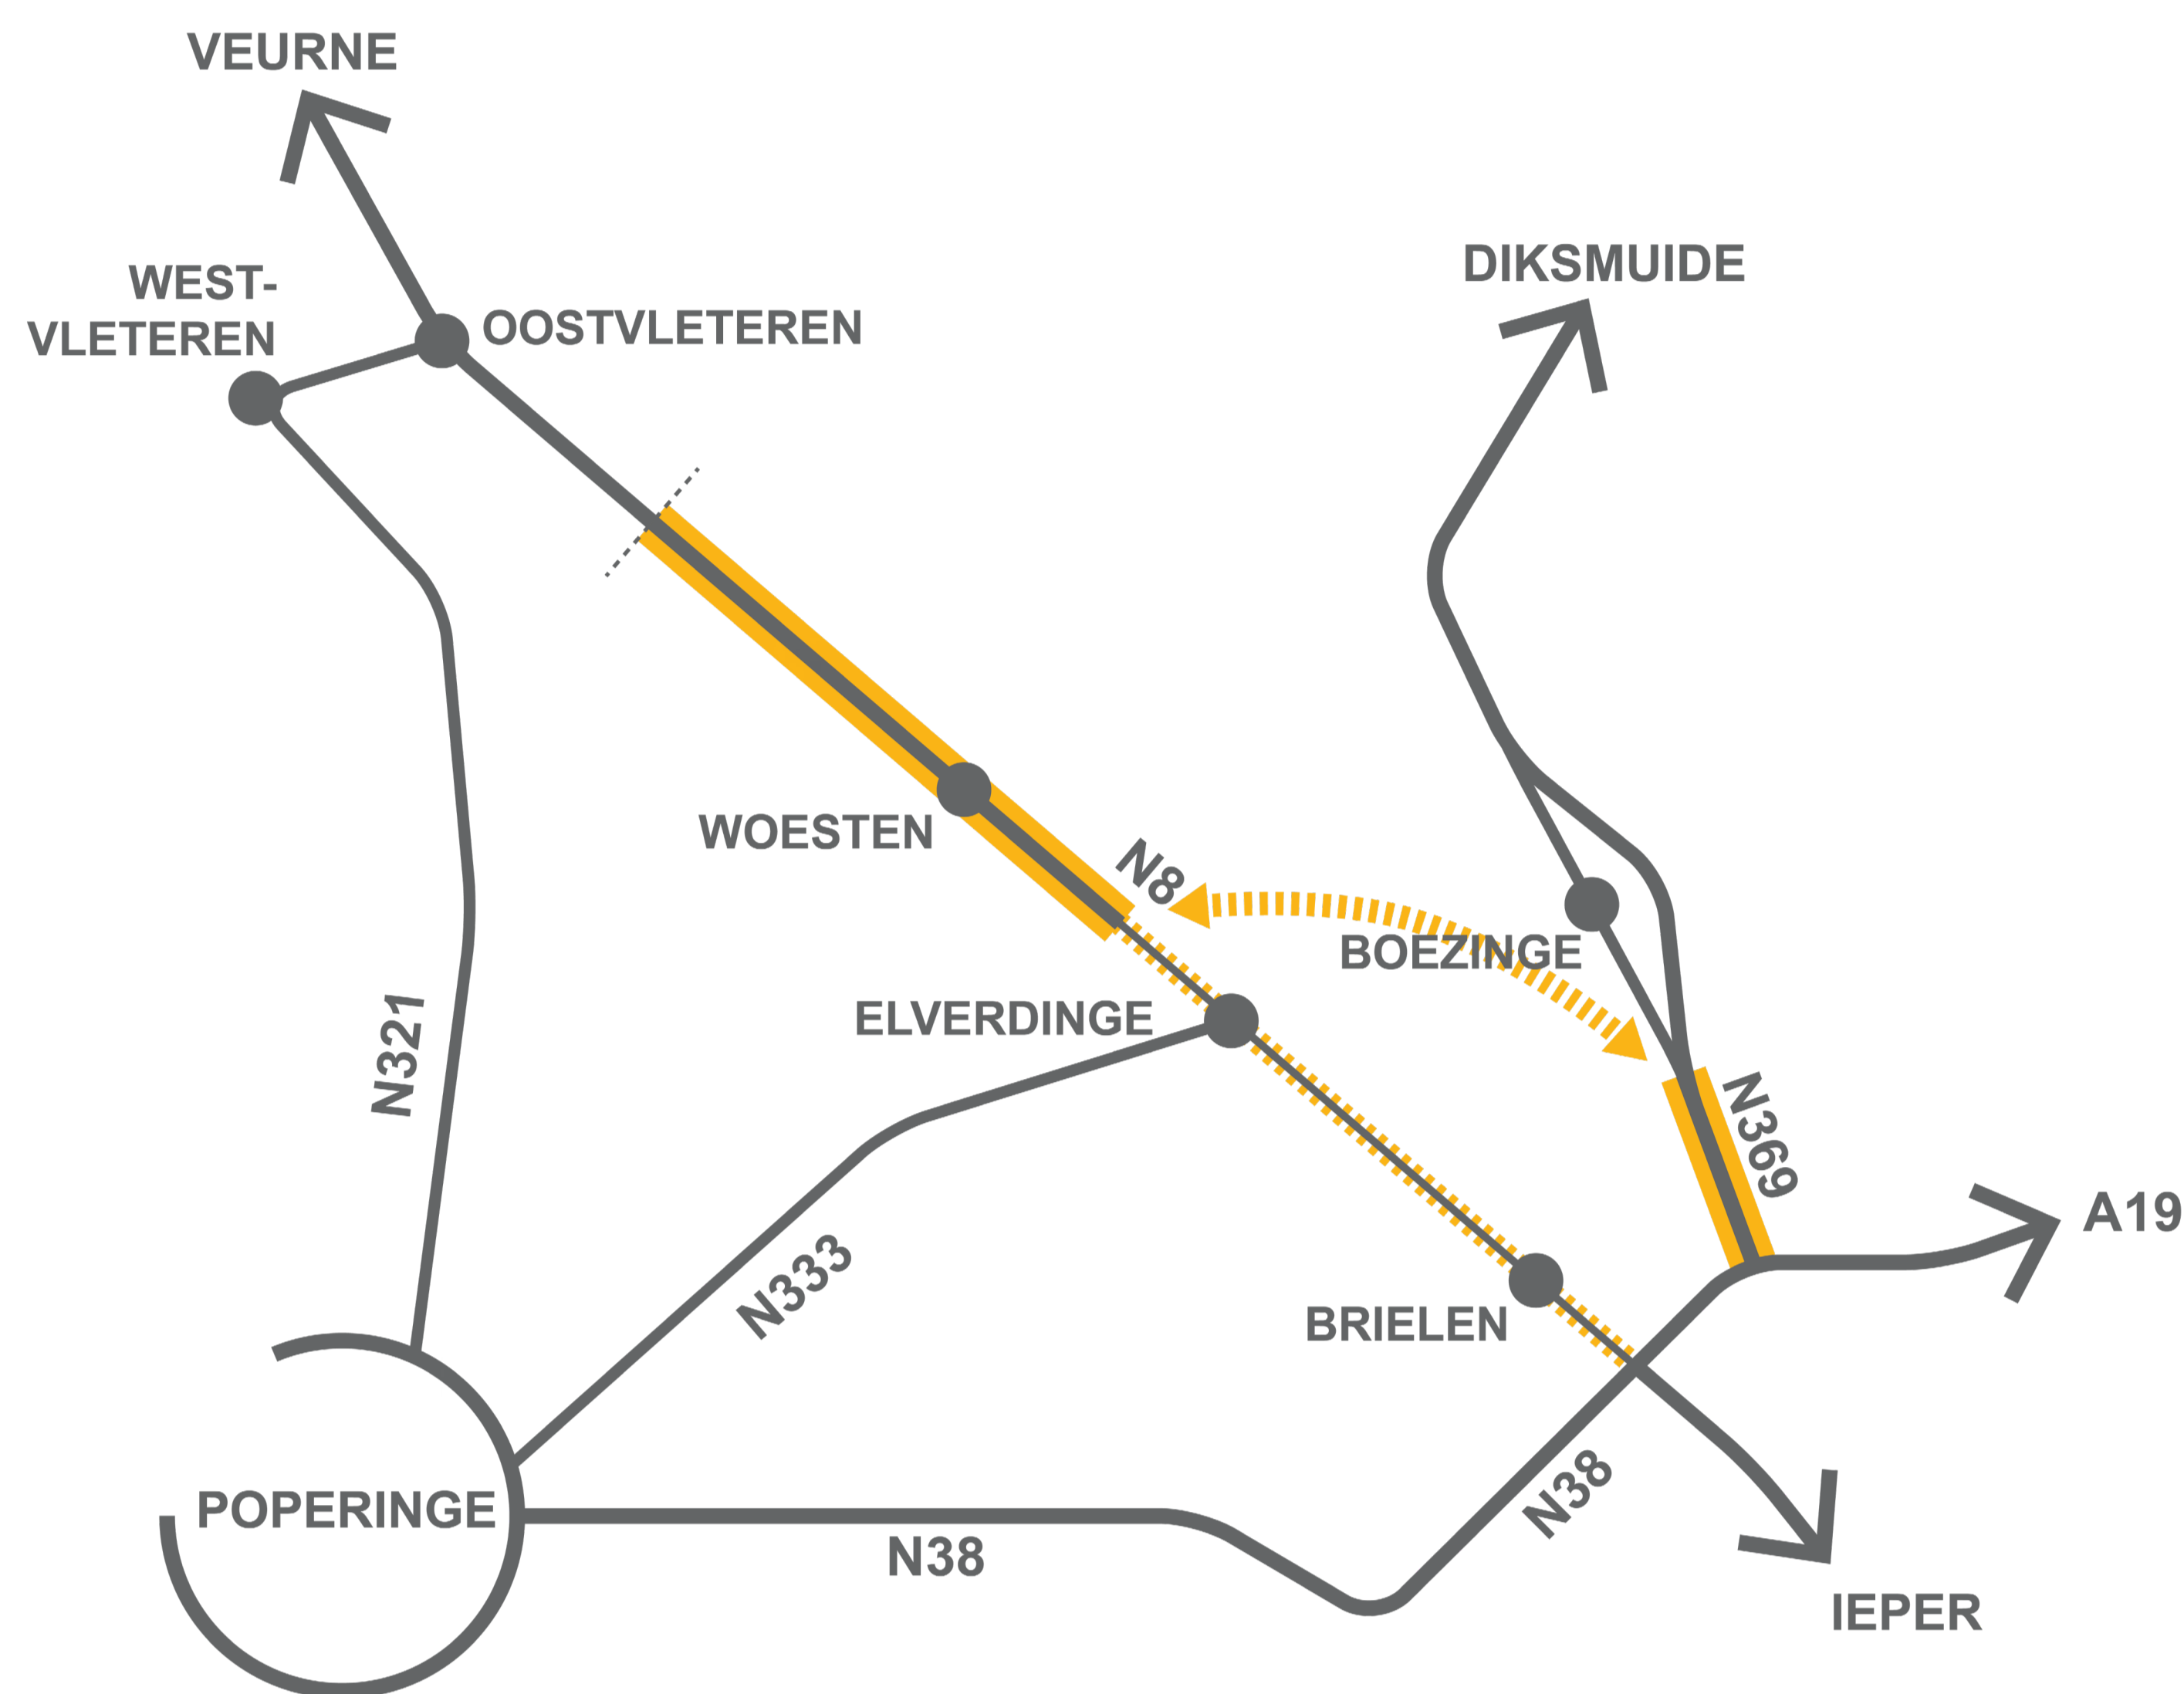 VEURNE
WEST-
VLETEREN
OOSTVLETEREN
DIKSMUIDE
WOESTEN
N8
BOEZINGE
ELVERDINGE
N321
N369
A19
N333
BRIELEN
POPERINGE
N38
N38
IEPER